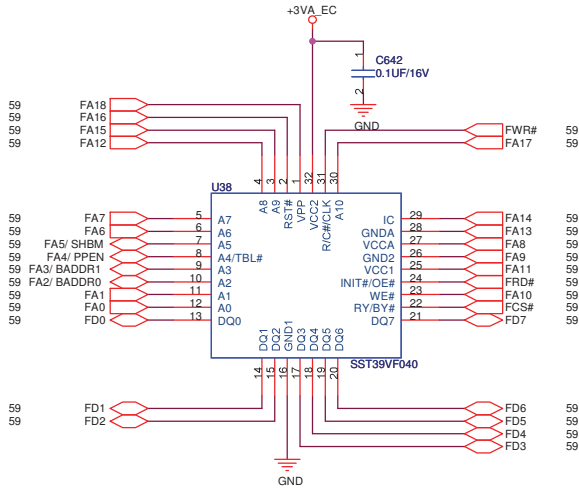 +3VA_EC
1
C642
0.1UF/16V
2
GND
59 FA18
59 FA16
59 FA15 FWR# 59
59 FA12 FA17 59
4 3 2 1 32 31 30
U38
A8 A9 RST# VPP VCC2 R/C#/CLK A10
59 FA7 5 A7 IC 29 FA14 59
59 FA6 6 A6 GNDA 28 FA13 59
59 FA5/ SHBM 7 A5 VCCA 27 FA8 59
59 FA4/ PPEN 8 A4/TBL# GND2 26 FA9 59
59 FA3/ BADDR1 9 A3 VCC1 25 FA11 59
59 FA2/ BADDR0 10 A2 INIT#/OE# 24 FRD# 59
59 FA1 11 A1 WE# 23 FA10 59
59 FA0 12 A0 RY/BY# 22 FCS# 59
59 FD0 13 DQ0 DQ7 21 FD7 59
DQ1 DQ2 GND1 DQ3 DQ4 DQ5 DQ6
SST39VF040
14 15 16 17 18 19 20
59 FD1 FD6 59
59 FD2 FD5 59
FD4 59
FD3 59
GND